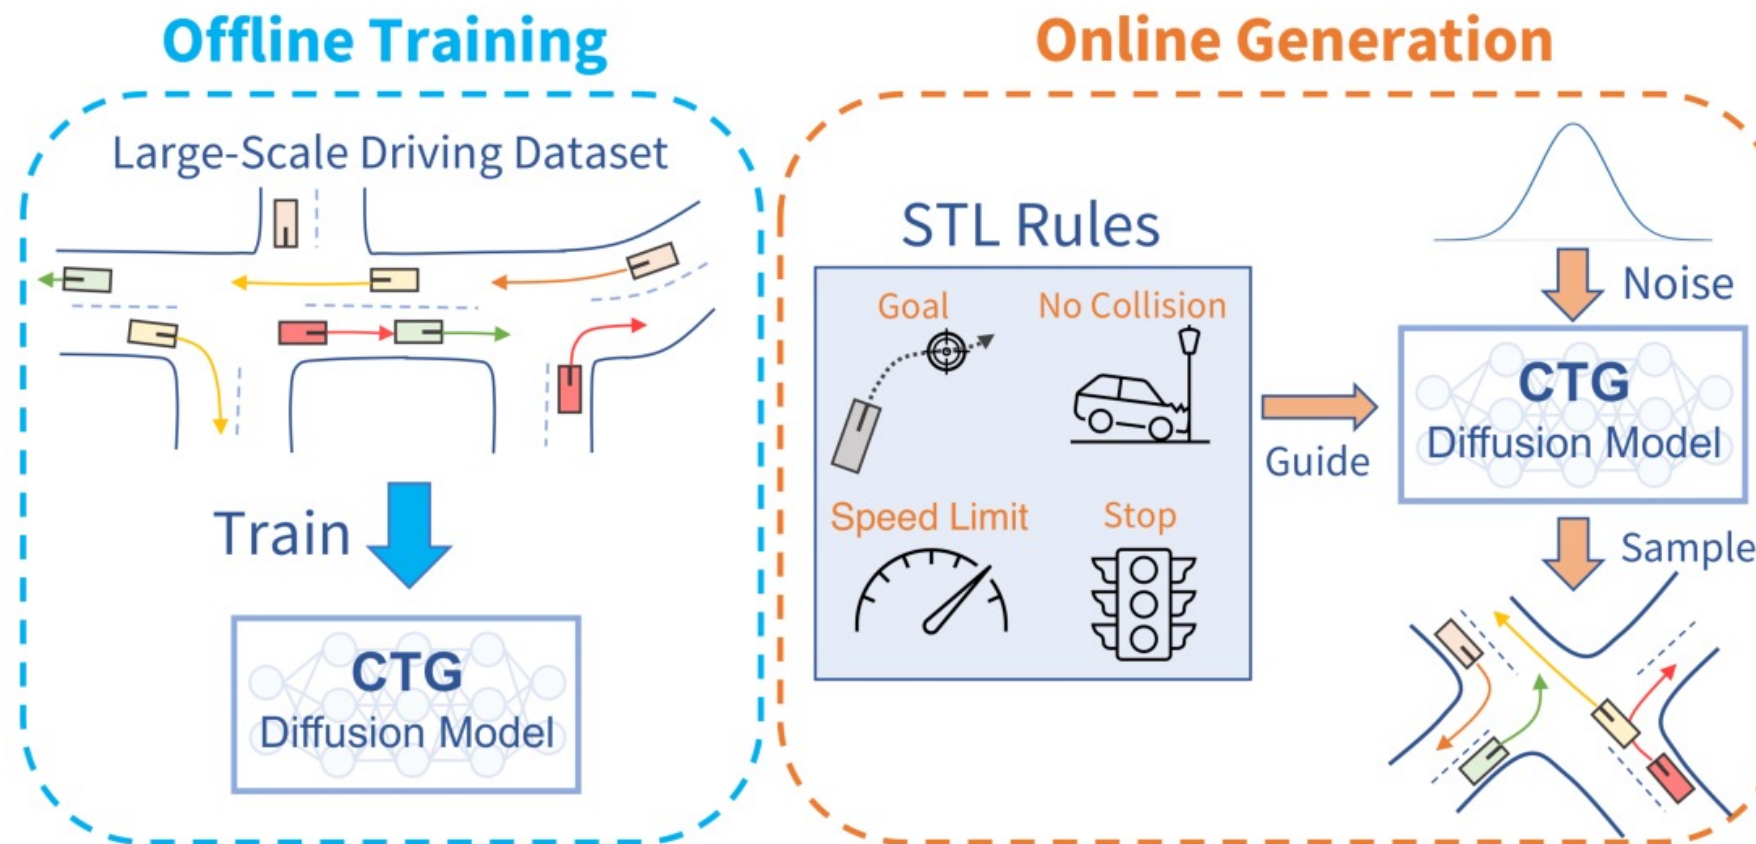 Offline Training
Large-Scale Driving Dataset
Train
CTG
Diffusion Model
Online Generation
STL Rules
Goal
No Collision
Speed Limit
Stop
Guide
Noise
CTG
Diffusion Model
Sample